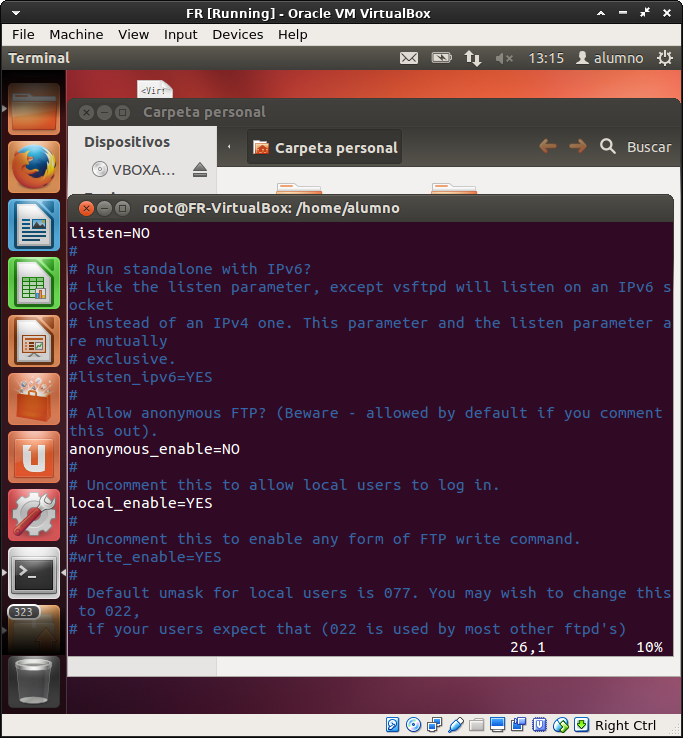 FR [Running] - Oracle VM VirtualBox
File Machine View Input Devices Help
Terminal 13:15 alumno
<Vir
Carpeta personal
Dispositivos
Carpeta personal
Buscar
VBOXA...
root@FR-VirtualBox: /home/alumno
listen=NO
#
# Run standalone with IPv6?
# Like the listen parameter, except vsftpd will listen on an IPv6 s
ocket
# instead of an IPv4 one. This parameter and the listen parameter a
re mutually
# exclusive.
#listen_ipv6=YES
#
# Allow anonymous FTP? (Beware - allowed by default if you comment
this out).
anonymous_enable=NO
#
# Uncomment this to allow local users to log in.
local_enable=YES
#
# Uncomment this to enable any form of FTP write command.
#write_enable=YES
#
# Default umask for local users is 077. You may wish to change this
to 022,
# if your users expect that (022 is used by most other ftpd's)
26,1 10%
323
Right Ctrl